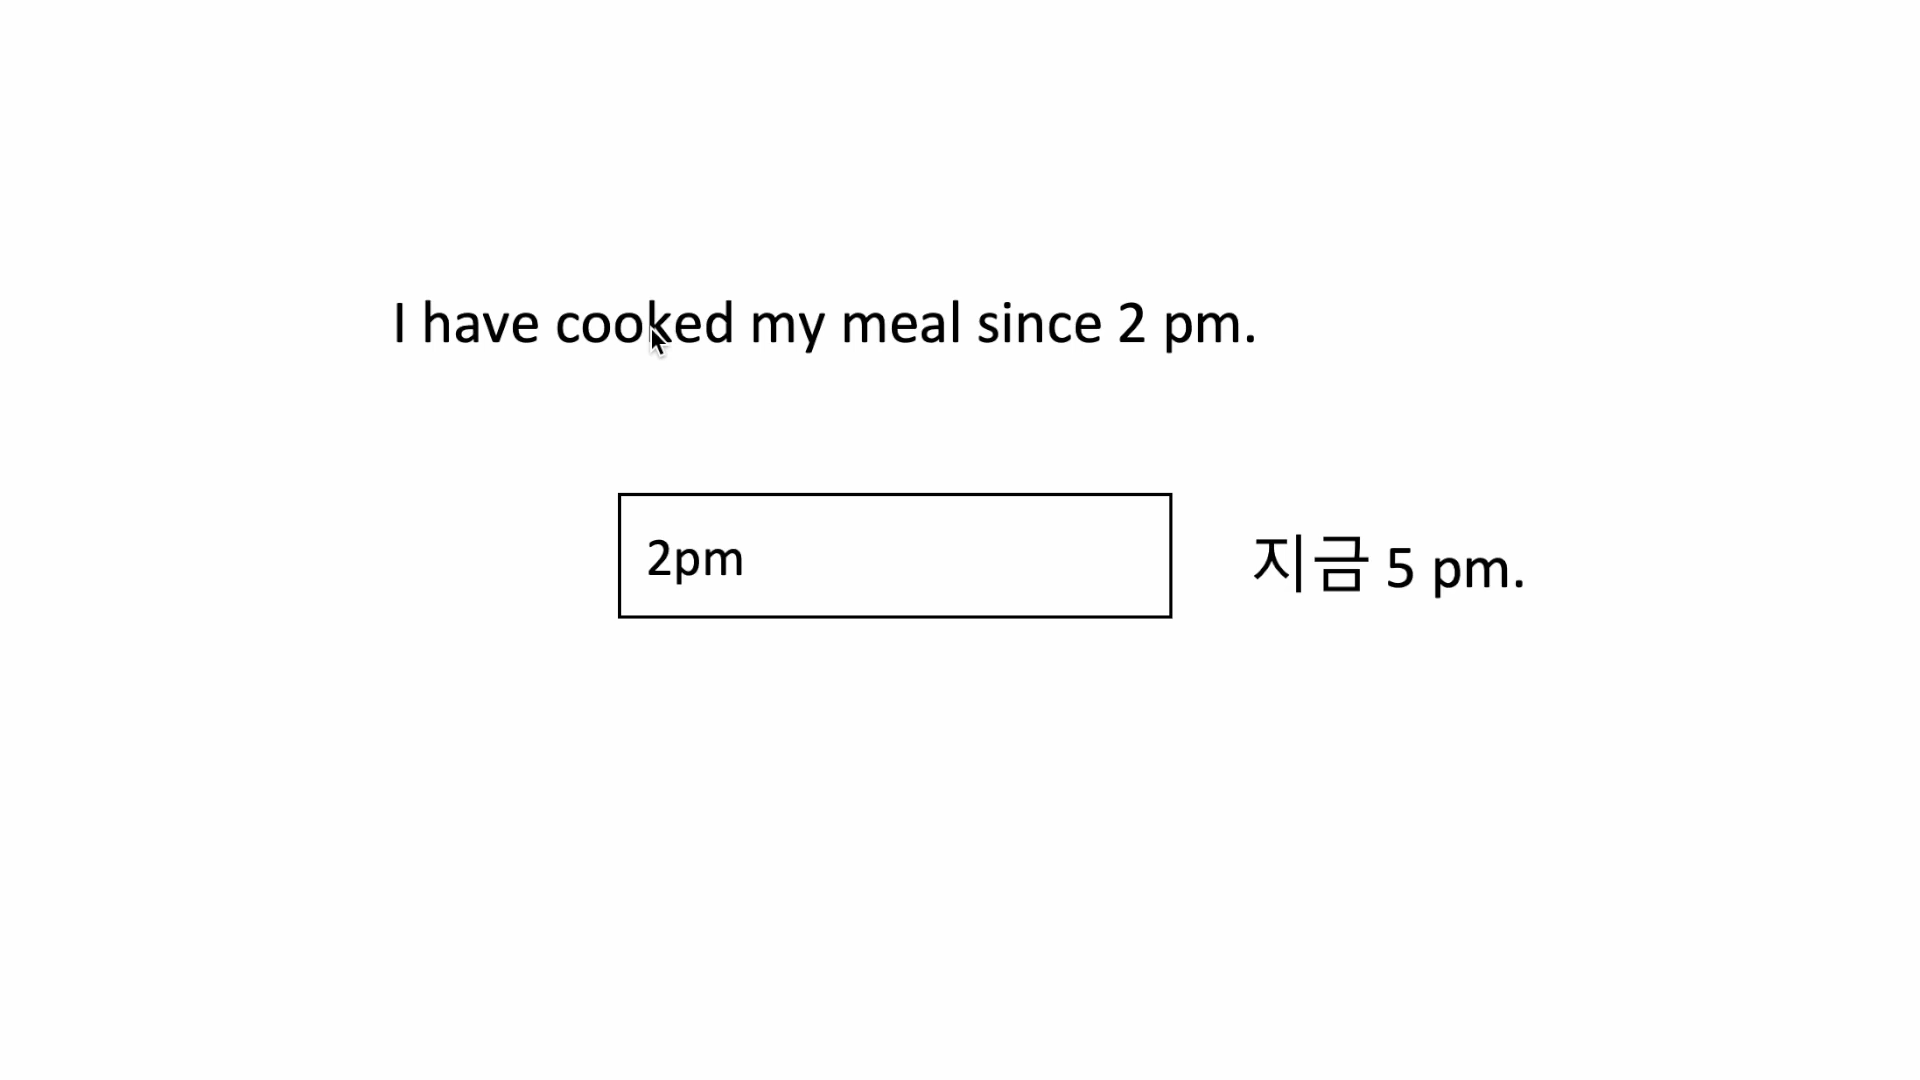 I have cooked my meal since 2 pm.
2pm
지금 5 pm.